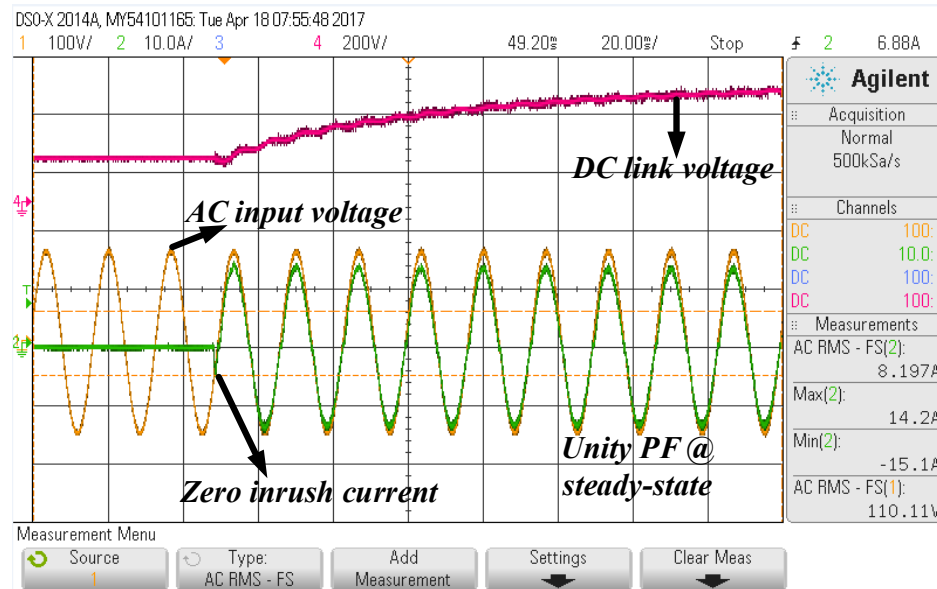 DSO-X 2014A, MY54101165: Tue Apr 18 07:55:48 2017
1 100V/ 2 10.0A/ 3 4 200V/ 49.20s 20.00s/ Stop 2 6.88A
Agilent
Acquisition
Normal
500kSa/s
DC link voltage
4
AC input voltage
Channels
DC 100:
DC 10.0:
DC 100:
DC 100:
T
Measurements
2
AC RMS - FS(2):
8.197A
Max(2):
14.2A
Min(2):
-15.1A
Unity PF @
steady-state
Zero inrush current
AC RMS - FS(1):
110.11V
Measurement Menu
Source
1
Type:
AC RMS - FS
Add
Measurement
Settings
Clear Meas